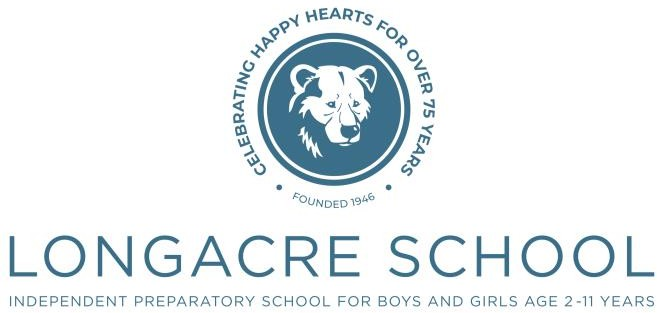 CELEBRATING HAPPY HEARTS FOR OVER 75 YEARS
FOUNDED 1946
LONGACRE SCHOOL
INDEPENDENT PREPARATORY SCHOOL FOR BOYS AND GIRLS AGE 2-11 YEARS